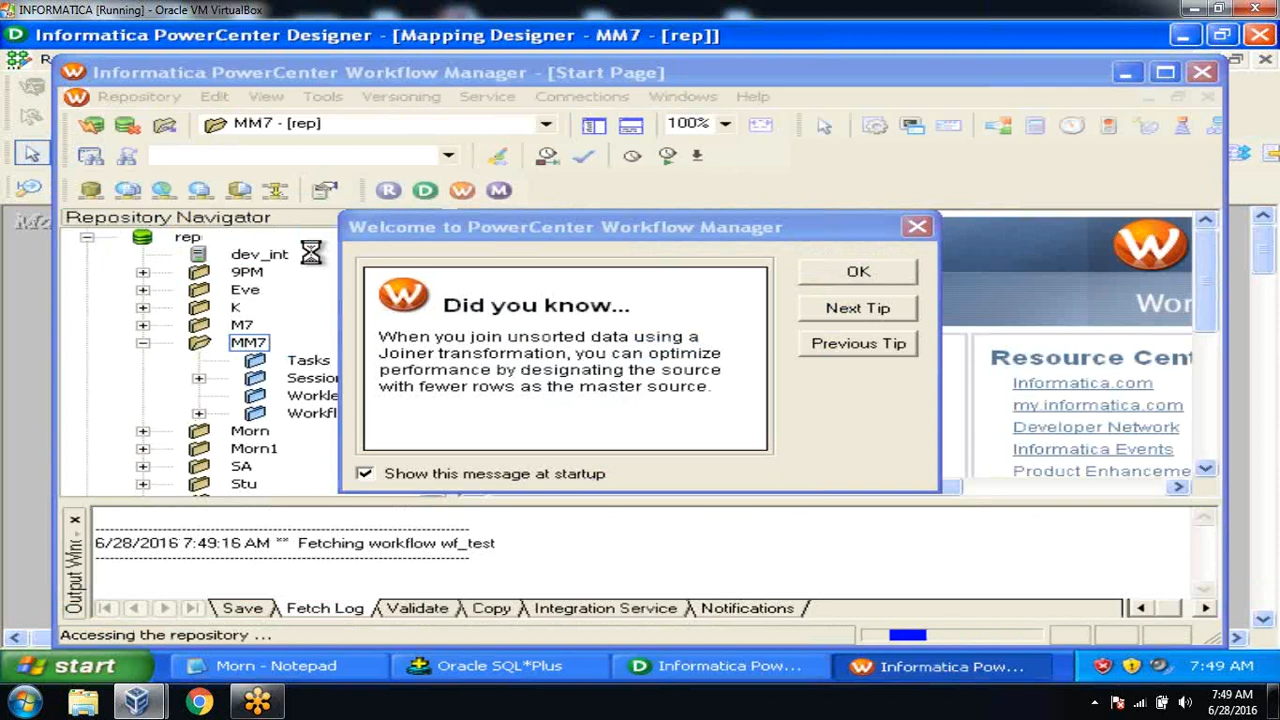 INFORMATICA [Running] - Oracle VM VirtualBox
Informatica PowerCenter Designer - [Mapping Designer - MM7 - [rep]]
Informatica PowerCenter Workflow Manager - [Start Page]
Repository Edit View Tools Versioning Service Connections Windows Help
MM7 - [rep]
100%
R D W M
Repository Navigator
rep
dev_int
9PM
Eve
K
M7
MM7
Tasks
Session
Workle
Workfl
Morn
Morn1
SA
Stu
Welcome to PowerCenter Workflow Manager
Did you know...
When you join unsorted data using a
Joiner transformation, you can optimize
performance by designating the source
with fewer rows as the master source.
Show this message at startup
OK
Next Tip
Previous Tip
Wor
Resource Cent
Informatica.com
my.informatica.com
Developer Network
Informatica Events
Product Enhanceme
Output Winc
6/28/2016 7:49:16 AM ** Fetching workflow wf_test
Save Fetch Log Validate Copy Integration Service Notifications
Accessing the repository ...
start
Morn - Notepad
Oracle SQL*Plus
Informatica Pow...
Informatica Pow...
7:49 AM
7:49 AM
6/28/2016